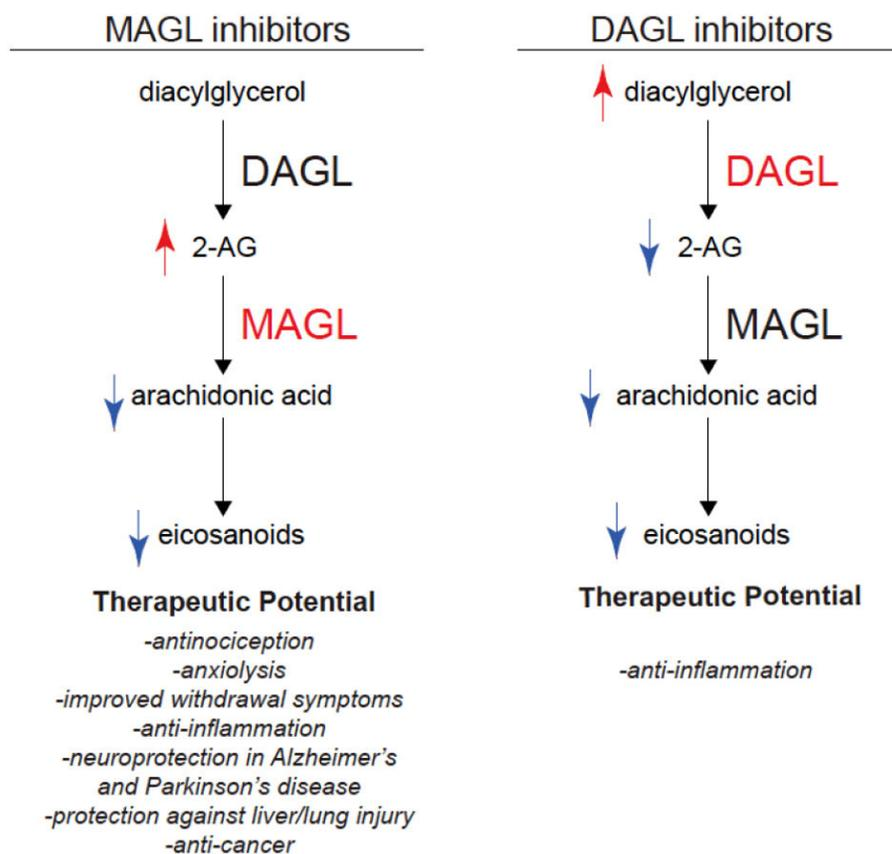 MAGL inhibitors
diacylglycerol
DAGL
2-AG
MAGL
arachidonic acid
eicosanoids
Therapeutic Potential
-antinociception
-anxiolysis
-improved withdrawal symptoms
-anti-inflammation
-neuroprotection in Alzheimer's
and Parkinson's disease
-protection against liver/lung injury
-anti-cancer
DAGL inhibitors
diacylglycerol
DAGL
2-AG
MAGL
arachidonic acid
eicosanoids
Therapeutic Potential
-anti-inflammation